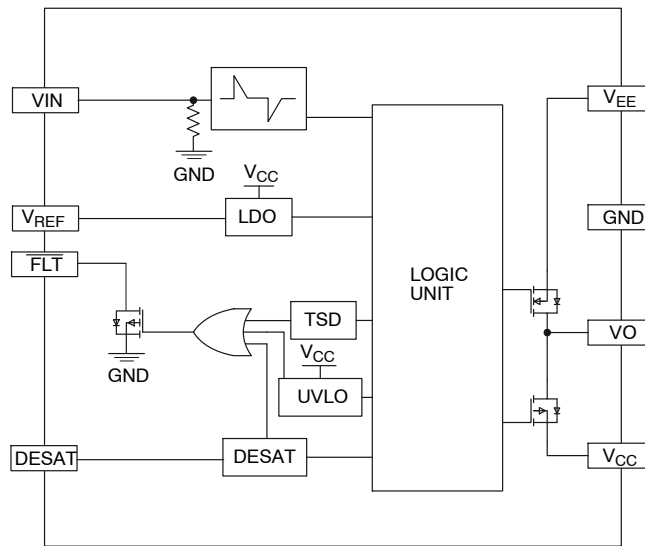 VIN
V_EE
GND
V_CC
V_REF
LDO
GND
FLT
LOGIC
UNIT
TSD
VO
V_CC
GND
UVLO
DESAT
DESAT
V_CC